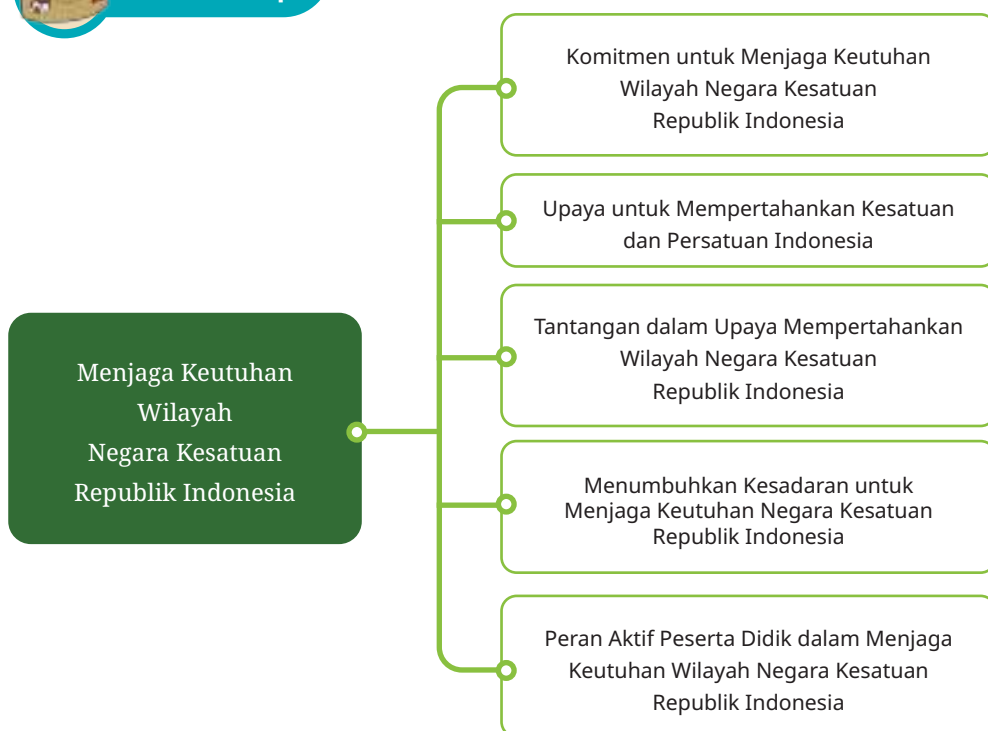 Menjaga Keutuhan
Wilayah
Negara Kesatuan
Republik Indonesia
Komitmen untuk Menjaga Keutuhan
Wilayah Negara Kesatuan
Republik Indonesia
Upaya untuk Mempertahankan Kesatuan
dan Persatuan Indonesia
Tantangan dalam Upaya Mempertahankan
Wilayah Negara Kesatuan
Republik Indonesia
Menumbuhkan Kesadaran untuk
Menjaga Keutuhan Negara Kesatuan
Republik Indonesia
Peran Aktif Peserta Didik dalam Menjaga
Keutuhan Wilayah Negara Kesatuan
Republik Indonesia